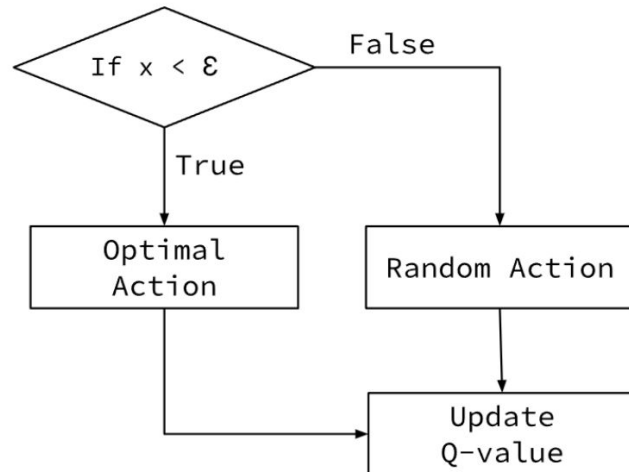 If x < ε
False
True
Optimal
Action
Random Action
Update
Q-value